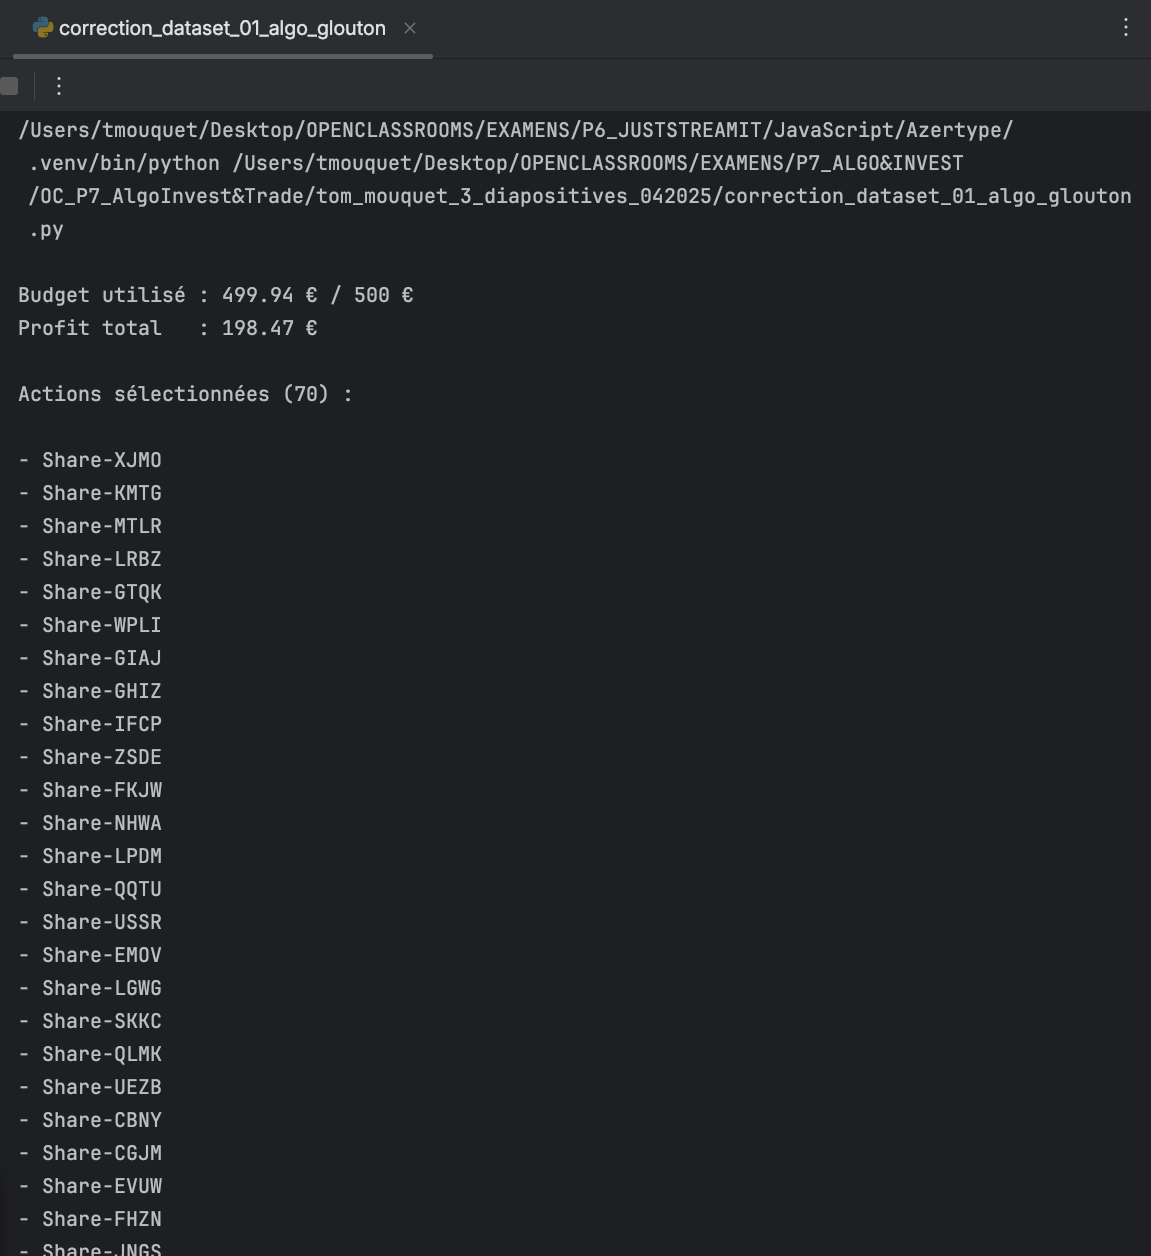 correction_dataset_01_algo_glouton
/Users/tmouquet/Desktop/OPENCLASSROOMS/EXAMENS/P6_JUSTSTREAMIT/JavaScript/Azertype/
.venv/bin/python /Users/tmouquet/Desktop/OPENCLASSROOMS/EXAMENS/P7_ALGO&INVEST
/OC_P7_AlgoInvest&Trade/tom_mouquet_3_diapositives_042025/correction_dataset_01_algo_glouton
.py
Budget utilisé : 499.94 € / 500 €
Profit total   : 198.47 €
Actions sélectionnées (70) :
- Share-XJMO
- Share-KMTG
- Share-MTLR
- Share-LRBZ
- Share-GTQK
- Share-WPLI
- Share-GIAJ
- Share-GHIZ
- Share-IFCP
- Share-ZSDE
- Share-FKJW
- Share-NHWA
- Share-LPDM
- Share-QQTU
- Share-USSR
- Share-EMOV
- Share-LGWG
- Share-SKKC
- Share-QLMK
- Share-UEZB
- Share-CBNY
- Share-CGJM
- Share-EVUW
- Share-FHZN
- Share-JNGS